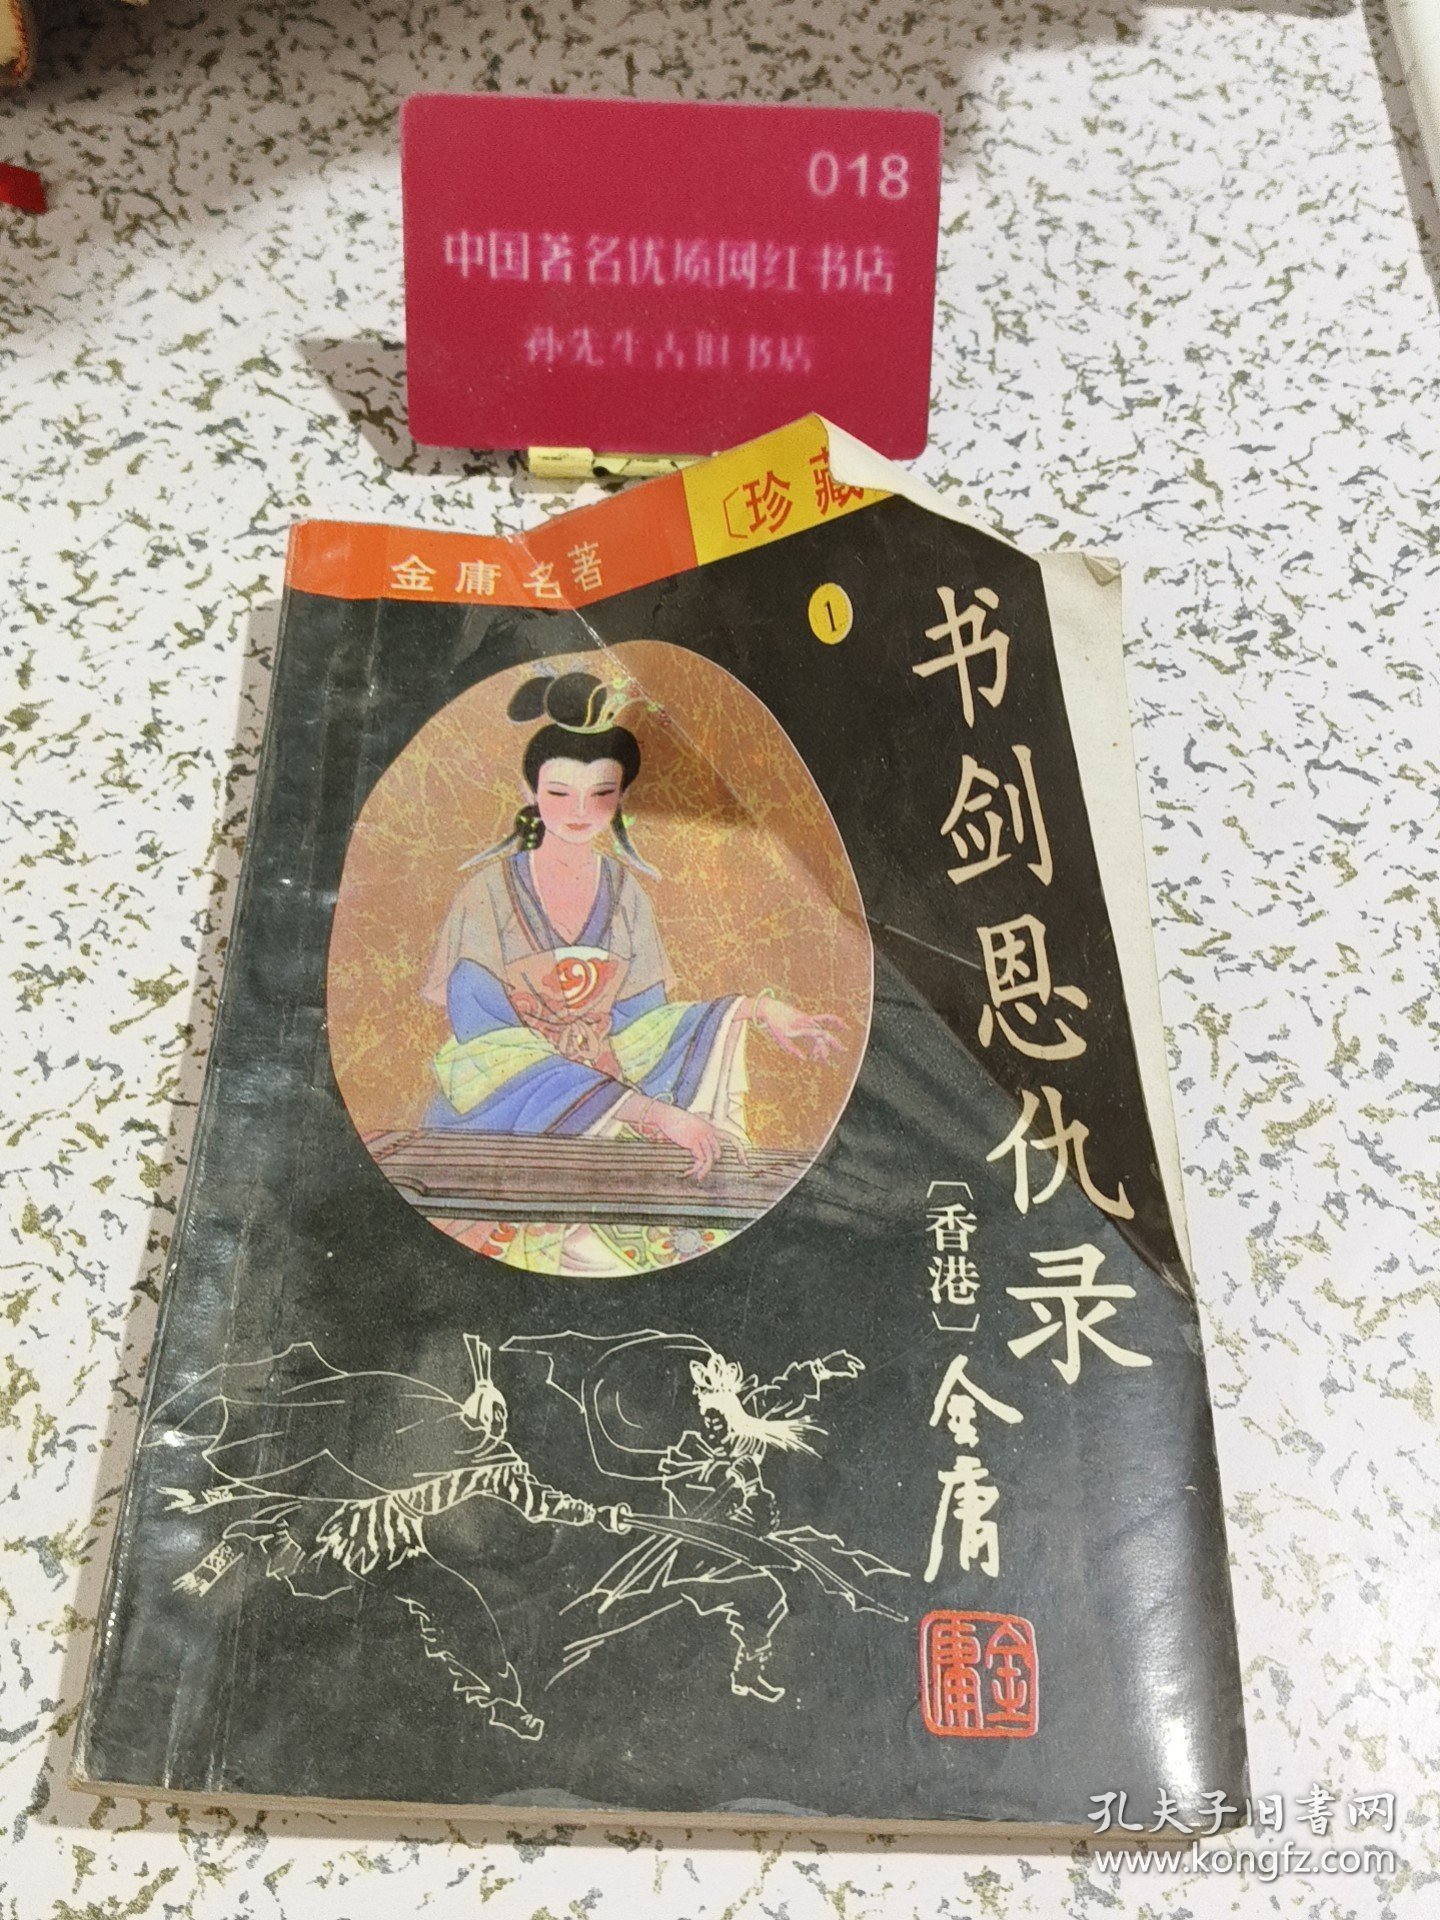 018
中国著名优质网红书店
孙先生古旧书店
金庸名著
〔珍藏
1
书剑恩仇录
〔香港〕金庸
金庸
孔夫子旧書网
www.kongfz.com